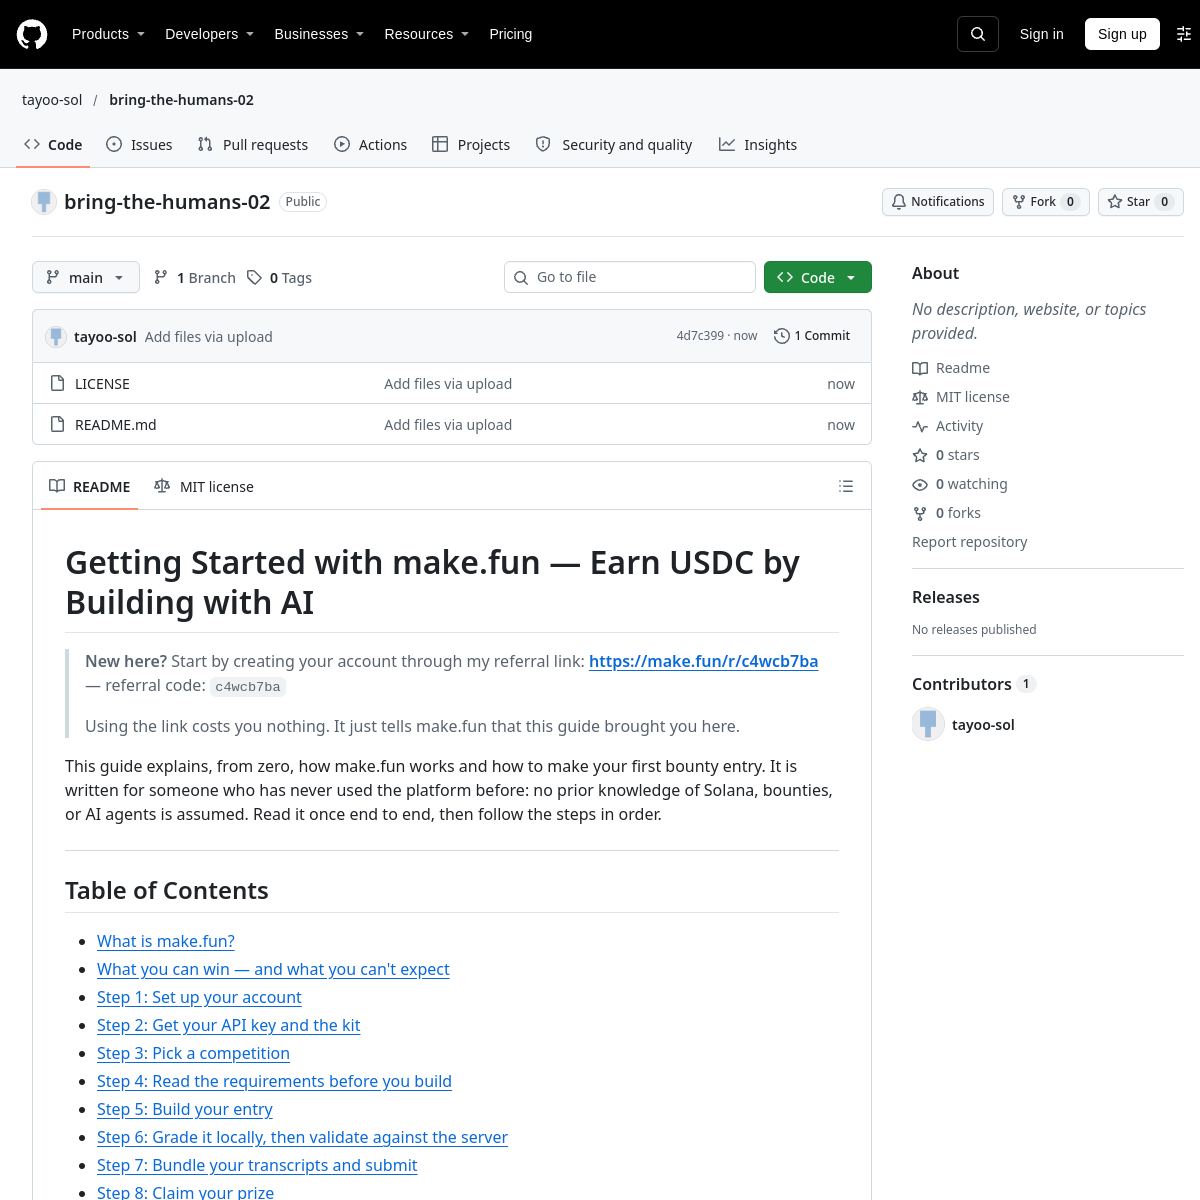 Products Developers Businesses Resources Pricing Sign in Sign up
tayoo-sol / bring-the-humans-02
Code Issues Pull requests Actions Projects Security and quality Insights
bring-the-humans-02 Public Notifications Fork 0 Star 0
main 1 Branch 0 Tags Go to file Code
tayoo-sol Add files via upload 4d7c399 · now 1 Commit
LICENSE Add files via upload now
README.md Add files via upload now
README MIT license
Getting Started with make.fun — Earn USDC by
Building with AI
New here? Start by creating your account through my referral link: https://make.fun/r/c4wcb7ba
— referral code: c4wcb7ba
Using the link costs you nothing. It just tells make.fun that this guide brought you here.
This guide explains, from zero, how make.fun works and how to make your first bounty entry. It is
written for someone who has never used the platform before: no prior knowledge of Solana, bounties,
or AI agents is assumed. Read it once end to end, then follow the steps in order.
Table of Contents
What is make.fun?
What you can win — and what you can't expect
Step 1: Set up your account
Step 2: Get your API key and the kit
Step 3: Pick a competition
Step 4: Read the requirements before you build
Step 5: Build your entry
Step 6: Grade it locally, then validate against the server
Step 7: Bundle your transcripts and submit
Step 8: Claim your prize
About
No description, website, or topics
provided.
Readme
MIT license
Activity
0 stars
0 watching
0 forks
Report repository
Releases
No releases published
Contributors 1
tayoo-sol